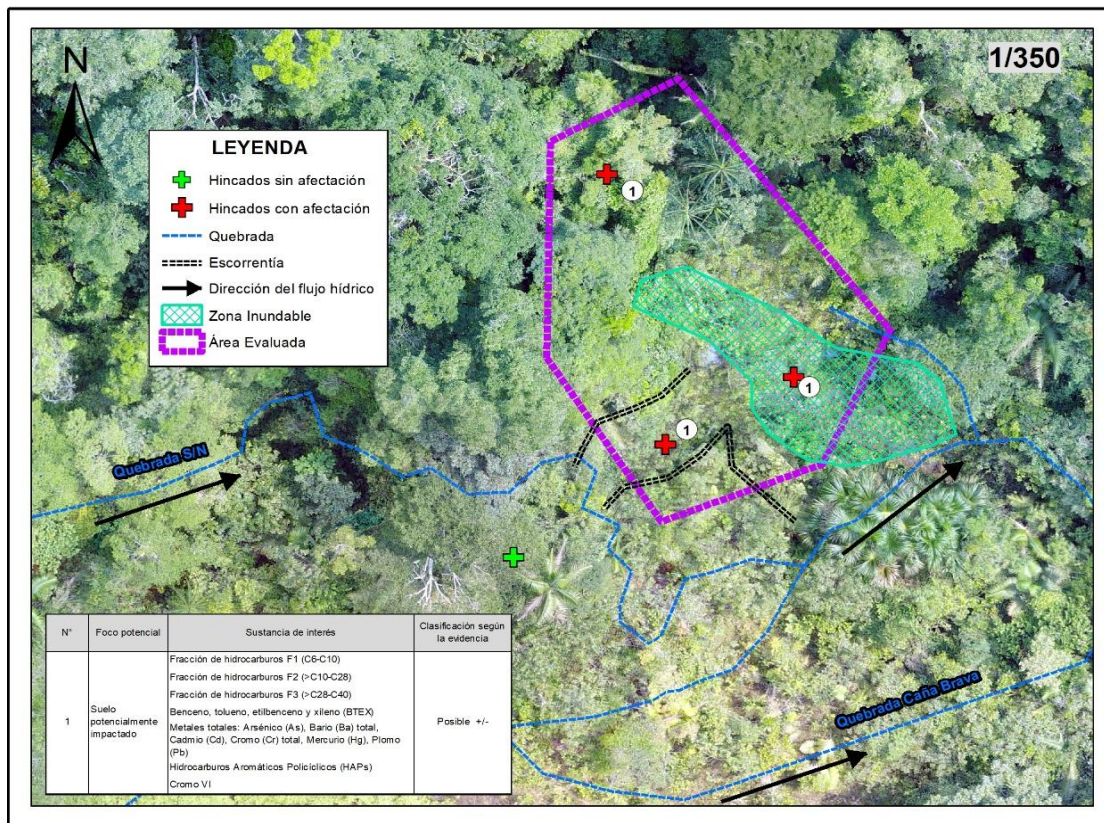 N
1/350
LEYENDA
Hincados sin afectación
Hincados con afectación
Quebrada
Escorrentía
Dirección del flujo hídrico
Zona Inundable
Área Evaluada
1
1
1
Quebrada S/N
Quebrada Caña Brava
N° Foco potencial Sustancia de interés Clasificación según
la evidencia
1 Suelo
potencialmente
impactado
Fracción de hidrocarburos F1 (C6-C10)
Fracción de hidrocarburos F2 (>C10-C28)
Fracción de hidrocarburos F3 (>C28-C40)
Benceno, tolueno, etilbenceno y xileno (BTEX)
Metales totales: Arsénico (As), Bario (Ba) total,
Cadmio (Cd), Cromo (Cr) total, Mercurio (Hg), Plomo
(Pb)
Hidrocarburos Aromáticos Policíclicos (HAPs)
Cromo VI
Posible +/-